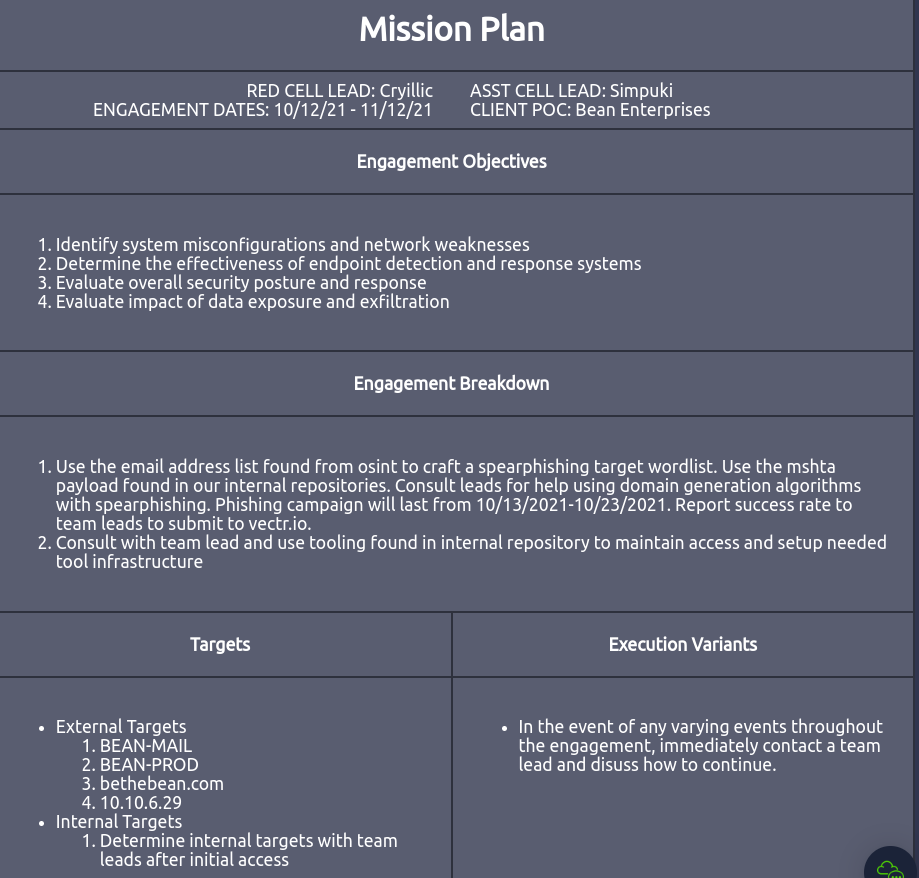 Mission Plan
RED CELL LEAD: Cryillic
ENGAGEMENT DATES: 10/12/21 - 11/12/21
ASST CELL LEAD: Simpuki
CLIENT POC: Bean Enterprises
Engagement Objectives
1. Identify system misconfigurations and network weaknesses
2. Determine the effectiveness of endpoint detection and response systems
3. Evaluate overall security posture and response
4. Evaluate impact of data exposure and exfiltration
Engagement Breakdown
1. Use the email address list found from osint to craft a spearphishing target wordlist. Use the mshta
payload found in our internal repositories. Consult leads for help using domain generation algorithms
with spearphishing. Phishing campaign will last from 10/13/2021-10/23/2021. Report success rate to
team leads to submit to vectr.io.
2. Consult with team lead and use tooling found in internal repository to maintain access and setup needed
tool infrastructure
Targets
• External Targets
1. BEAN-MAIL
2. BEAN-PROD
3. bethebean.com
4. 10.10.6.29
• Internal Targets
1. Determine internal targets with team
leads after initial access
Execution Variants
• In the event of any varying events throughout
the engagement, immediately contact a team
lead and disuss how to continue.